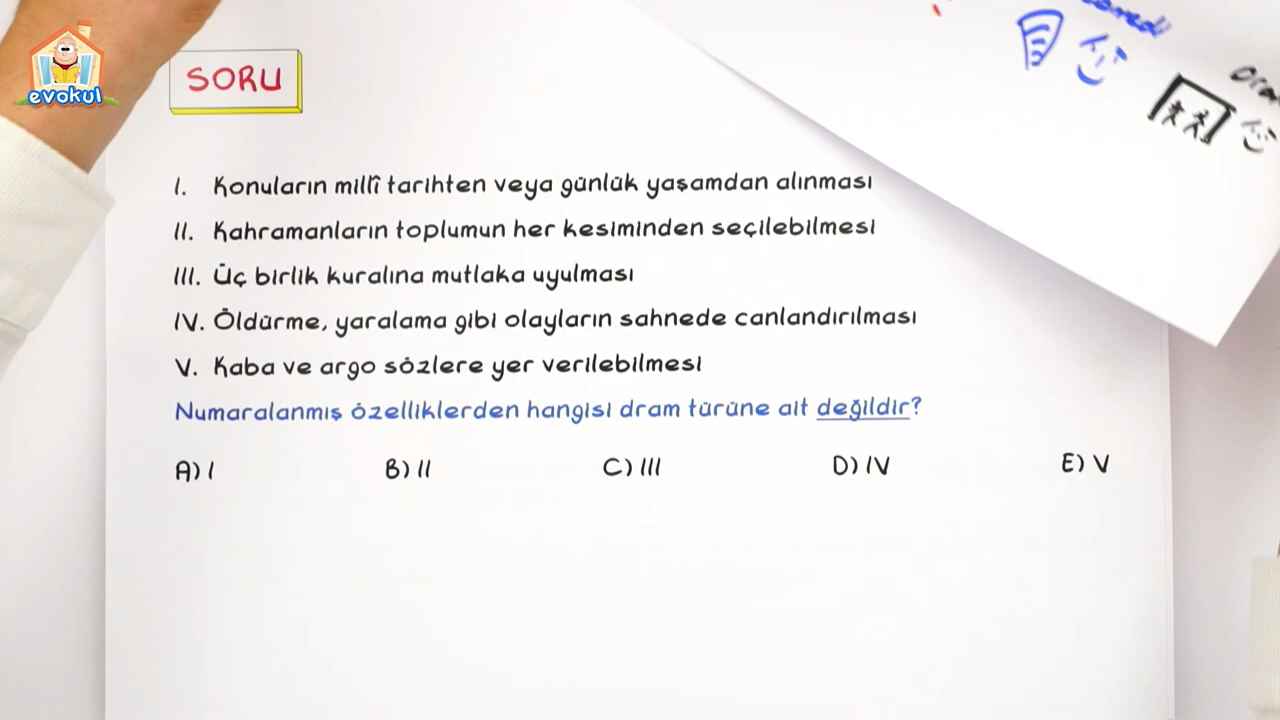 evokul
SORU
I. Konuların millî tarihten veya günlük yaşamdan alınması
II. Kahramanların toplumun her kesiminden seçilebilmesi
III. Üç birlik kuralına mutlaka uyulması
IV. Öldürme, yaralama gibi olayların sahnede canlandırılması
V. Kaba ve argo sözlere yer verilebilmesi
Numaralanmış özelliklerden hangisi dram türüne ait değildir?
A) I B) II C) III D) IV E) V